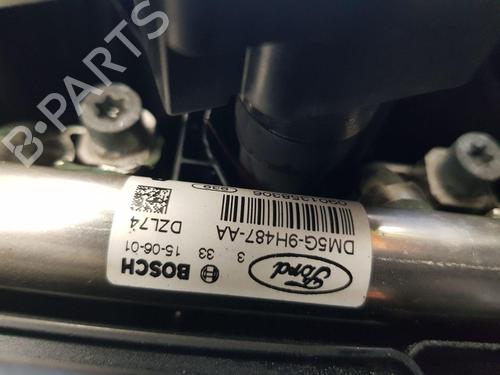 B-PARTS
Ford
DM5G-9H487-AA
3 33
BOSCH
15-06-01
DZL74